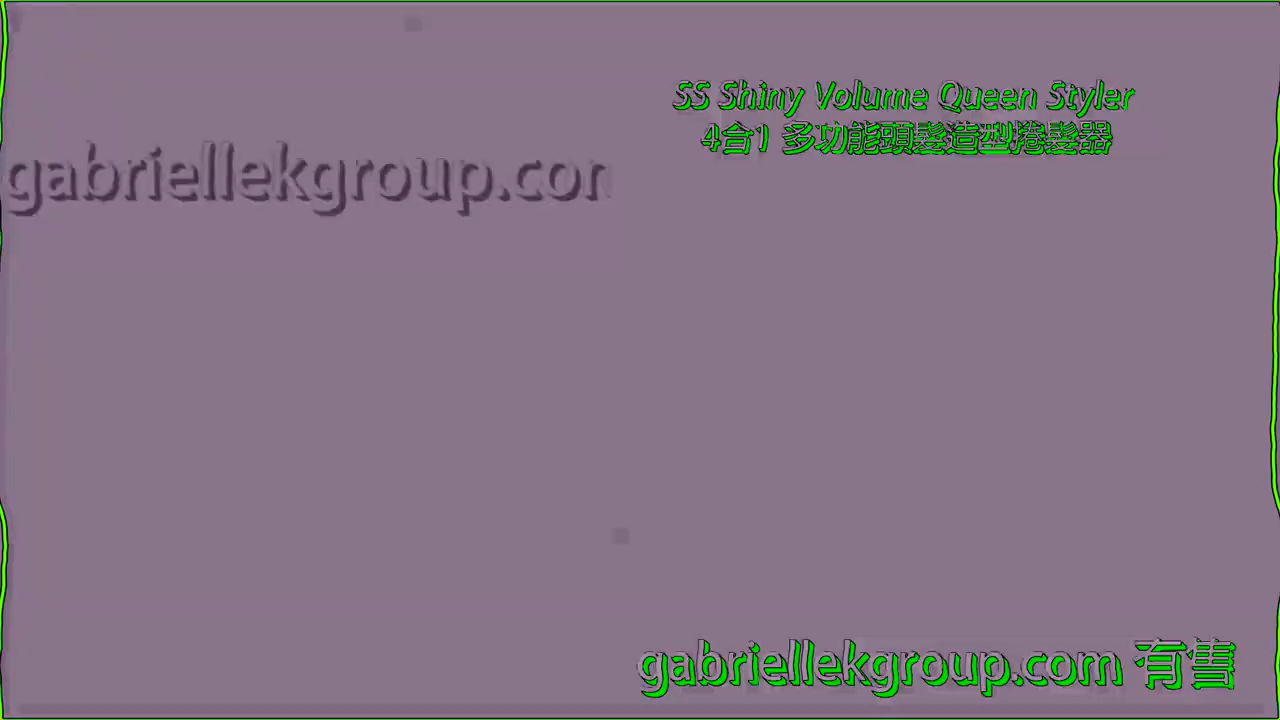 SS Shiny Volume Queen Styler
4合1 多功能頭髮造型捲髮器
gabriellekgroup.com
gabriellekgroup.com 有售